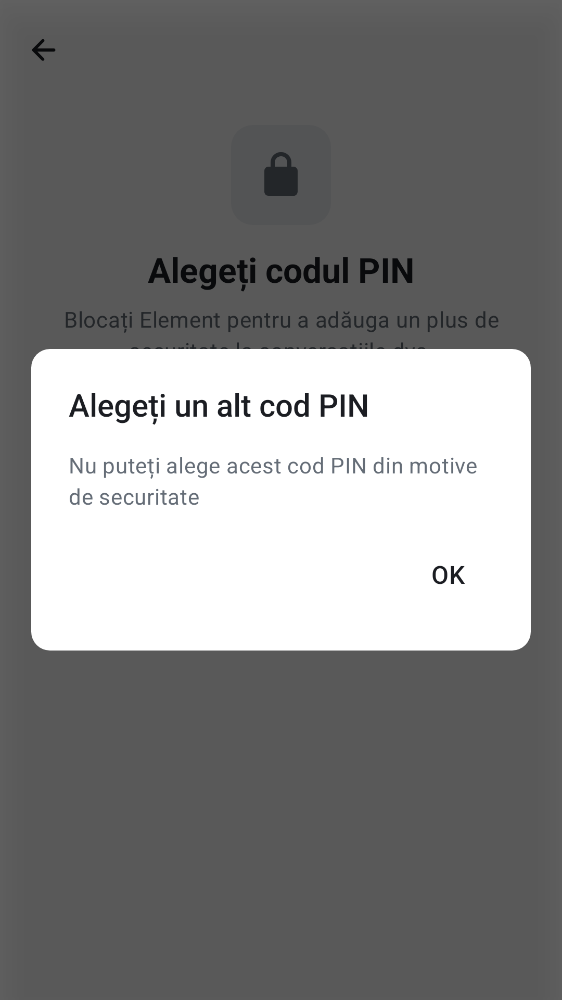 Alegeți codul PIN
Blocați Element pentru a adăuga un plus de
Alegeți un alt cod PIN
Nu puteți alege acest cod PIN din motive
de securitate
OK